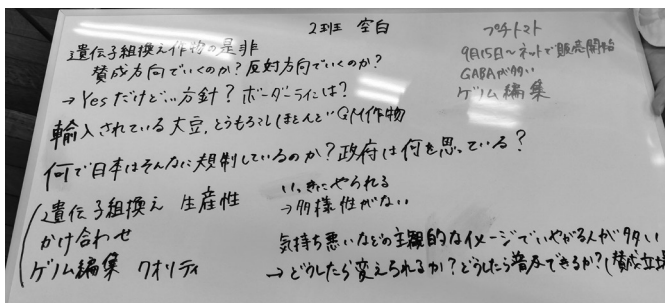 2班 空白
遺伝子組換え作物の是非
賛成方向でいくのか?反対方向でいくのか?
→Yesだけど…方針?ボーダーラインは?
輸入されている大豆,とうもろこしほとんどGM作物
何で日本はそんなに規制しているのか?政府は何を思っている?
プチトマト
9月15日~ネットで販売開始
GABAが多い
ゲノム編集
遺伝子組換え 生産性
かけ合わせ
ゲノム編集 クオリティ
いっきにやられる
→多様性がない
気持ち悪いなどの主観的なイメージでいやがる人が多い
→どうしたら変えられるか?どうしたら普及できるか?(賛成立場